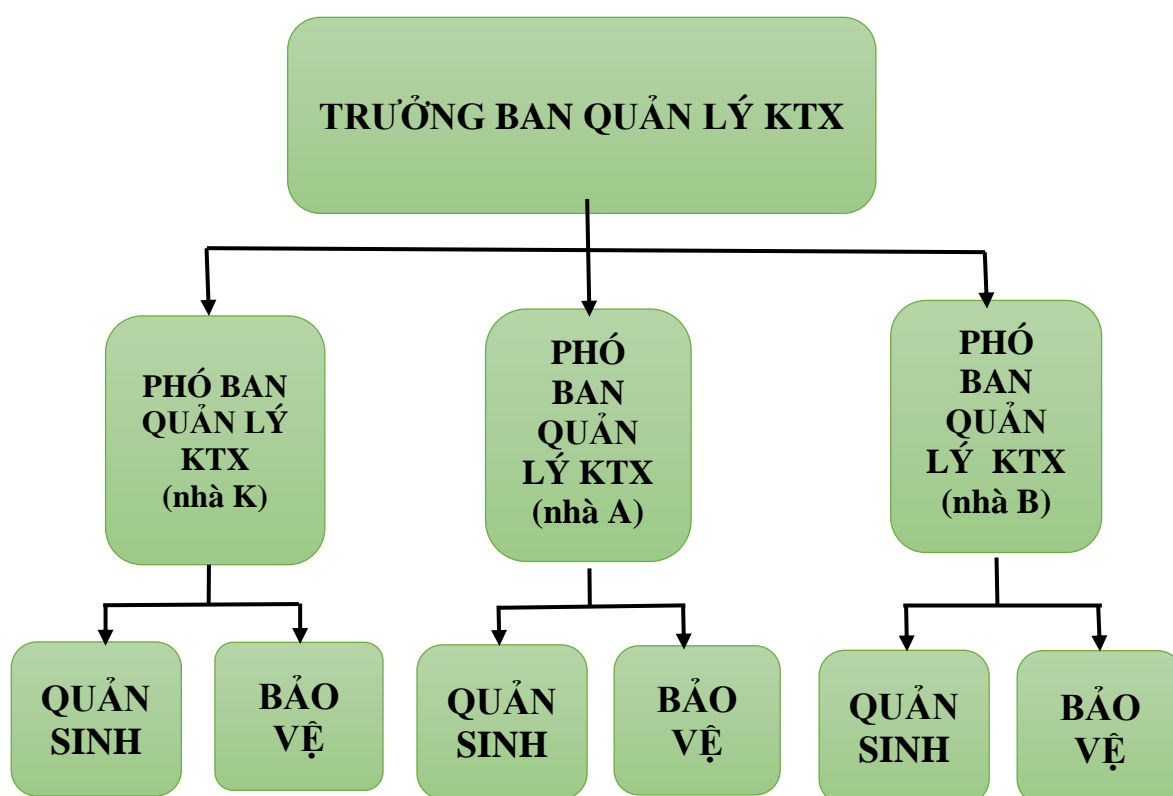 TRƯỞNG BAN QUẢN LÝ KTX
PHÓ BAN
QUẢN LÝ
KTX
(nhà K)
PHÓ
BAN
QUẢN
LÝ KTX
(nhà A)
PHÓ
BAN
QUẢN
LÝ KTX
(nhà B)
QUẢN
SINH
BẢO
VỆ
QUẢN
SINH
BẢO
VỆ
QUẢN
SINH
BẢO
VỆ